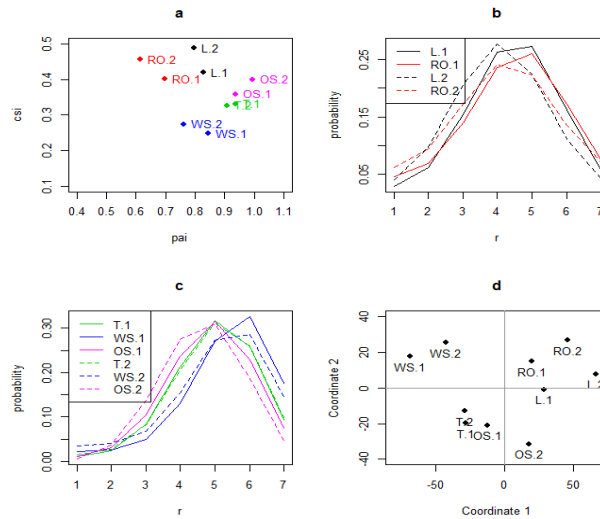 a
csi
0.5
0.4
0.3
0.2
0.1
L.2
RO.2
L.1
RO.1
OS.2
OS.1
T.1
T.2
WS.2
WS.1
0.4 0.5 0.6 0.7 0.8 0.9 1.0 1.1
pai
b
probability
0.25
0.15
0.05
L.1
RO.1
L.2
RO.2
1 2 3 4 5 6 7
r
c
probability
0.30
0.20
0.10
0.00
T.1
WS.1
OS.1
T.2
WS.2
OS.2
1 2 3 4 5 6 7
r
d
Coordinate 2
40
20
0
-20
-40
WS.2
RO.2
WS.1
RO.1
L.2
L.1
T.2
T.1
OS.1
OS.2
-50 0 50
Coordinate 1